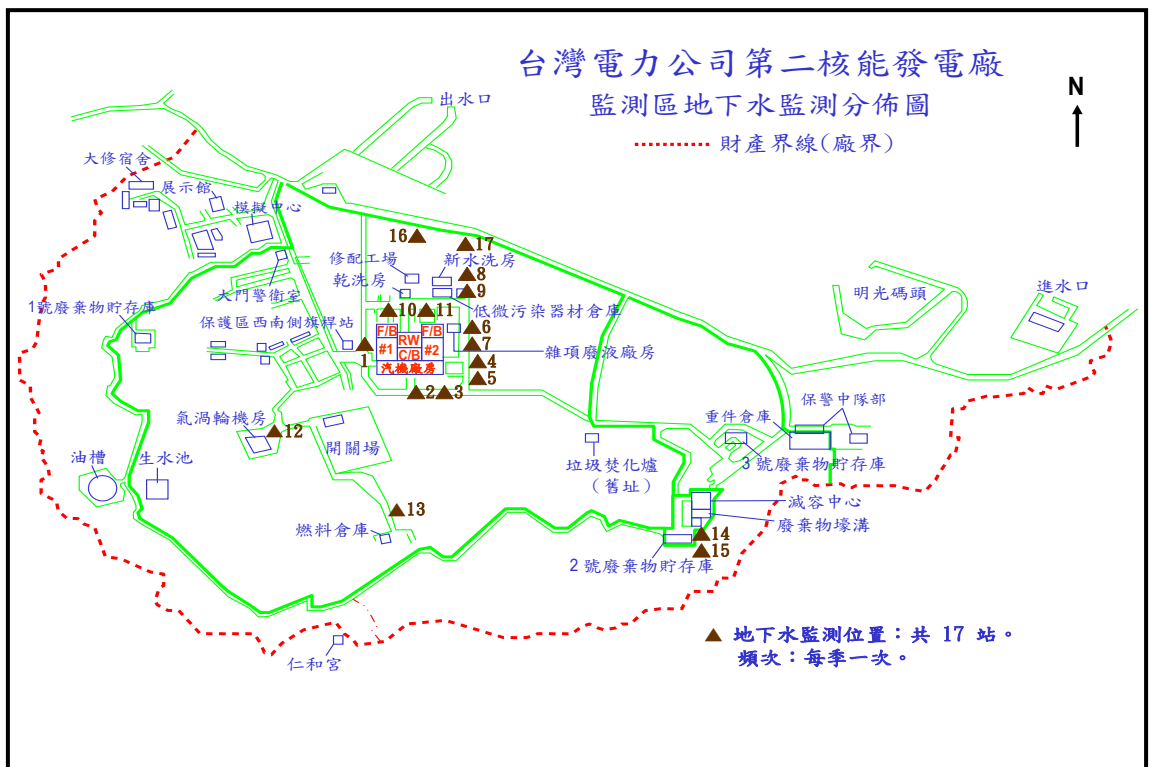 台灣電力公司第二核能發電廠
監測區地下水監測分佈圖
財產界線(廠界)
N
出水口
大修宿舍
展示館
模擬中心
16
17
修配工場
新水洗房
8
乾洗房
9
大門警衛室
1號廢棄物貯存庫
10
11
低微污染器材倉庫
明光碼頭
進水口
保護區西南側旗桿站
F/B
F/B
6
RW
#1
#2
C/B
7
雜項廢液廠房
1
汽機廠房
4
5
2
3
氣渦輪機房
12
開關場
重件倉庫
保警中隊部
油槽
生水池
垃圾焚化爐
(舊址)
3號廢棄物貯存庫
減容中心
13
燃料倉庫
廢棄物壕溝
14
15
2號廢棄物貯存庫
仁和宮
地下水監測位置：共 17 站。
頻次：每季一次。